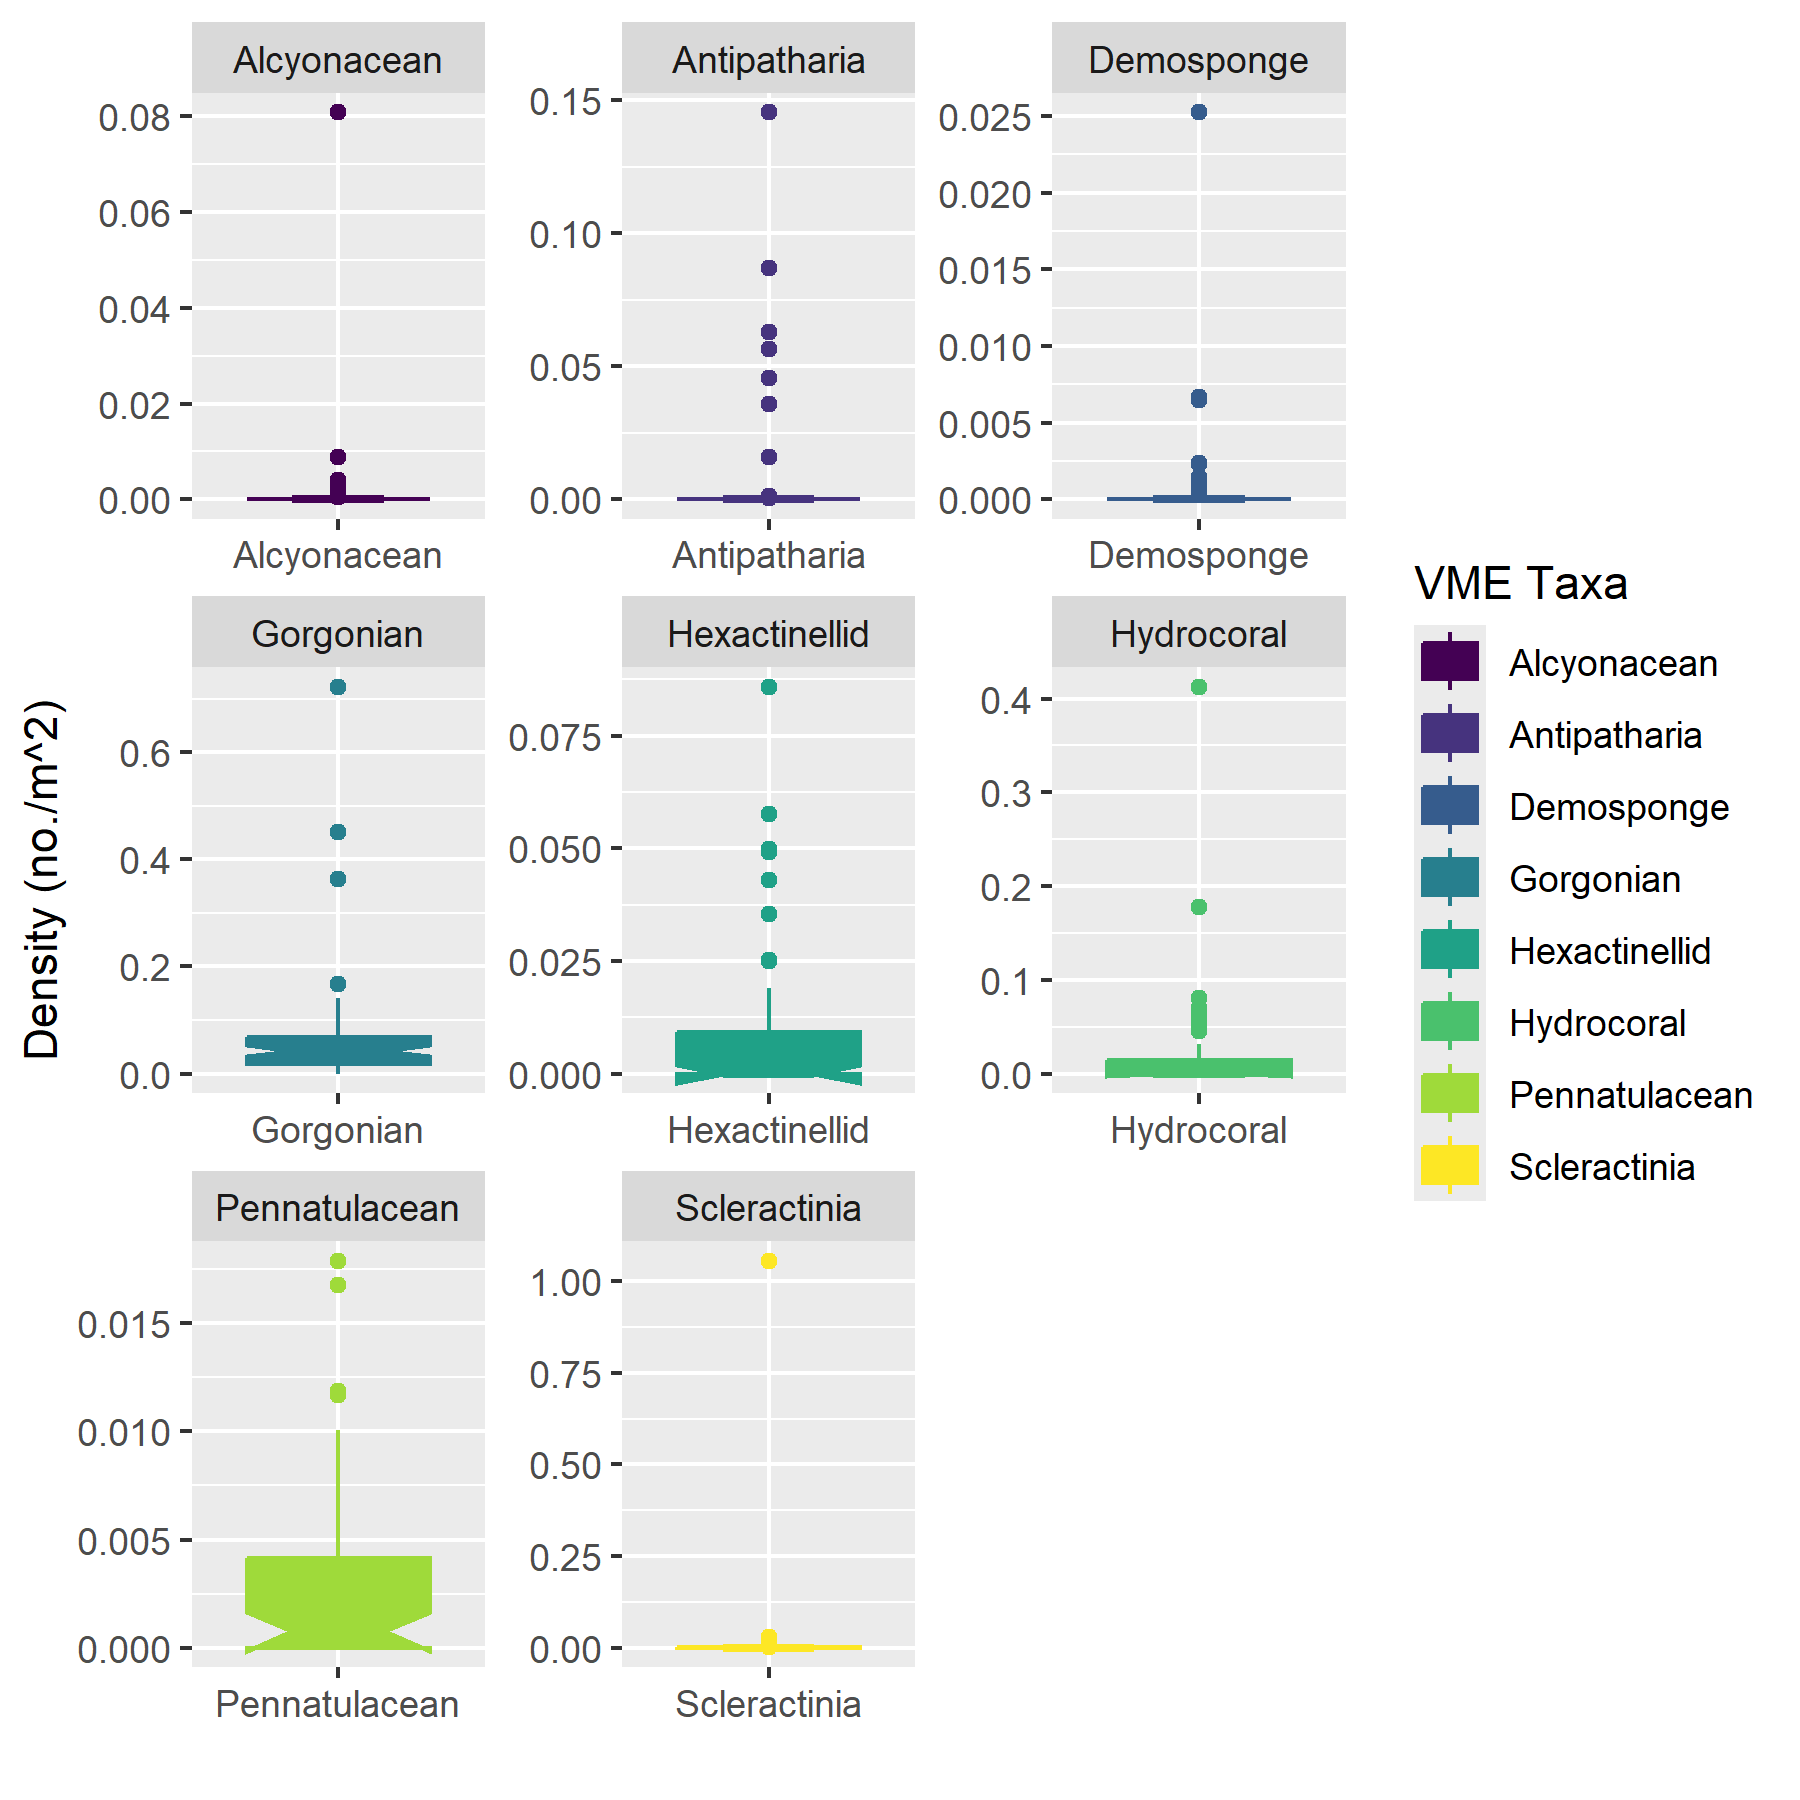 Alcyonacean
Antipatharia
Demosponge
0.08
0.06
0.04
0.02
0.00
0.15
0.10
0.05
0.00
0.025
0.020
0.015
0.010
0.005
0.000
Alcyonacean
Antipatharia
Demosponge
Gorgonian
Hexactinellid
Hydrocoral
0.6
0.4
0.2
0.0
0.075
0.050
0.025
0.000
0.4
0.3
0.2
0.1
0.0
Gorgonian
Hexactinellid
Hydrocoral
Pennatulacean
Scleractinia
0.015
0.010
0.005
0.000
1.00
0.75
0.50
0.25
0.00
Pennatulacean
Scleractinia
Density (no./m^2)
VME Taxa
Alcyonacean
Antipatharia
Demosponge
Gorgonian
Hexactinellid
Hydrocoral
Pennatulacean
Scleractinia